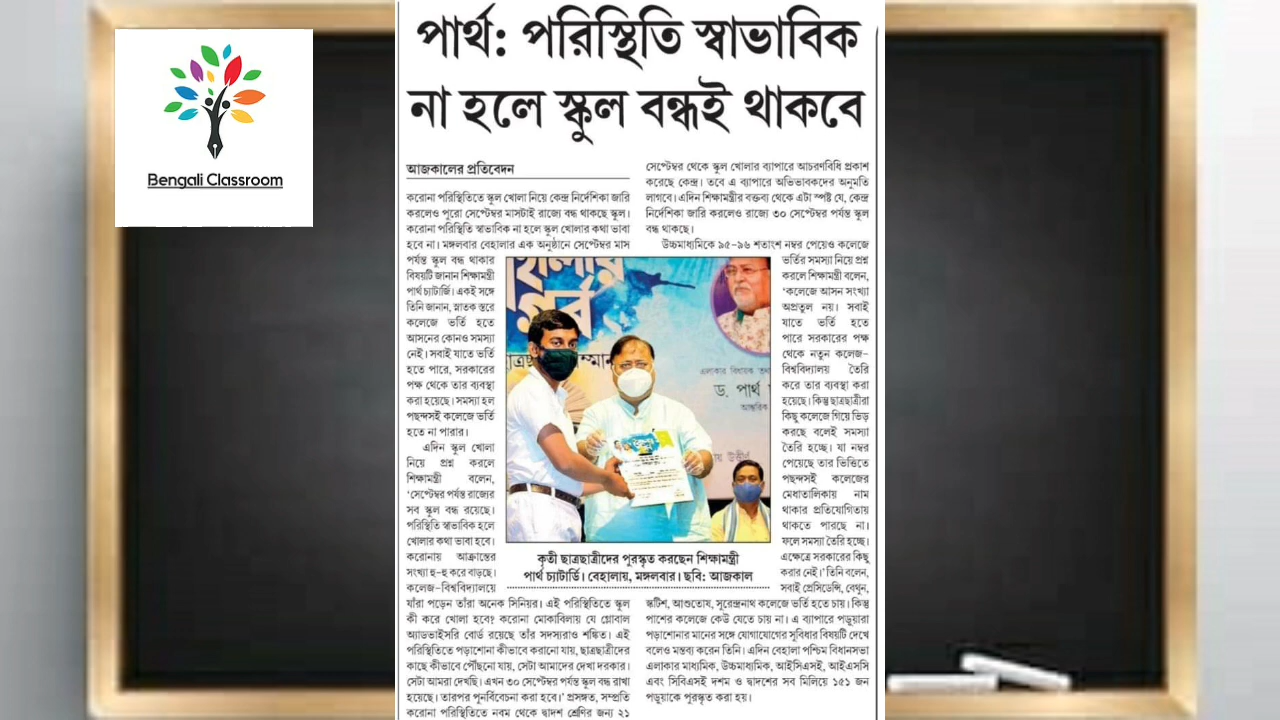 Bengali Classroom
পার্থ: পরিস্থিতি স্বাভাবিক
না হলে স্কুল বন্ধই থাকবে
আজকালের প্রতিবেদন
করোনা পরিস্থিতিতে স্কুল খোলা নিয়ে কেন্দ্র নির্দেশিকা জারি
করলেও পুরো সেপ্টেম্বর মাসটাই রাজ্যে বন্ধ থাকছে স্কুল।
করোনা পরিস্থিতি স্বাভাবিক না হলে স্কুল খোলার কথা ভাবা
হবে না। মঙ্গলবার বেহালার এক অনুষ্ঠানে সেপ্টেম্বর মাস
পর্যন্ত স্কুল বন্ধ থাকার
বিষয়টি জানান শিক্ষামন্ত্রী
পার্থ চ্যাটার্জি। একই সঙ্গে
তিনি জানান, স্নাতক স্তরে
কলেজে ভর্তি হতে
আসনের কোনও সমস্যা
নেই। সবাই যাতে ভর্তি
হতে পারে, সরকারের
পক্ষ থেকে তার ব্যবস্থা
করা হয়েছে। সমস্যা হল
পছন্দসই কলেজে ভর্তি
হতে না পারার।
এদিন স্কুল খোলা
নিয়ে প্রশ্ন করলে
শিক্ষামন্ত্রী বলেন,
‘সেপ্টেম্বর পর্যন্ত রাজ্যের
সব স্কুল বন্ধ রয়েছে।
পরিস্থিতি স্বাভাবিক হলে
খোলার কথা ভাবা হবে।
করোনায় আক্রান্তের
সংখ্যা হু-হু করে বাড়ছে।
কলেজ-বিশ্ববিদ্যালয়ে
যাঁরা পড়েন তাঁরা অনেক সিনিয়র। এই পরিস্থিতিতে স্কুল
কী করে খোলা হবে? করোনা মোকাবিলায় যে গ্লোবাল
অ্যাডভাইসরি বোর্ড রয়েছে তাঁর সদস্যরাও শঙ্কিত। এই
পরিস্থিতিতে পড়াশোনা কীভাবে করানো যায়, ছাত্রছাত্রীদের
কাছে কীভাবে পৌঁছনো যায়, সেটা আমাদের দেখা দরকার।
সেটা আমরা দেখছি। এখন ৩০ সেপ্টেম্বর পর্যন্ত স্কুল বন্ধ রাখা
হয়েছে। তারপর পুনর্বিবেচনা করা হবে।’ প্রসঙ্গত, সম্প্রতি
করোনা পরিস্থিতিতে নবম থেকে দ্বাদশ শ্রেণির জন্য ২১
সেপ্টেম্বর থেকে স্কুল খোলার ব্যাপারে আচরণবিধি প্রকাশ
করেছে কেন্দ্র। তবে এ ব্যাপারে অভিভাবকদের অনুমতি
লাগবে। এদিন শিক্ষামন্ত্রীর বক্তব্য থেকে এটা স্পষ্ট যে, কেন্দ্র
নির্দেশিকা জারি করলেও রাজ্যে ৩০ সেপ্টেম্বর পর্যন্ত স্কুল
বন্ধ থাকছে।
উচ্চমাধ্যমিকে ৯৫-৯৬ শতাংশ নম্বর পেয়েও কলেজে
ভর্তির সমস্যা নিয়ে প্রশ্ন
করলে শিক্ষামন্ত্রী বলেন,
‘কলেজে আসন সংখ্যা
অপ্রতুল নয়। সবাই
যাতে ভর্তি হতে
পারে সরকারের পক্ষ
থেকে নতুন কলেজ-
বিশ্ববিদ্যালয় তৈরি
করে তার ব্যবস্থা করা
হয়েছে। কিন্তু ছাত্রছাত্রীরা
কিছু কলেজে গিয়ে ভিড়
করছে বলেই সমস্যা
তৈরি হচ্ছে। যা নম্বর
পেয়েছে তার ভিত্তিতে
পছন্দসই কলেজের
মেধাতালিকায় নাম
থাকার প্রতিযোগিতায়
থাকতে পারছে না।
ফলে সমস্যা তৈরি হচ্ছে।
এক্ষেত্রে সরকারের কিছু
করার নেই।’ তিনি বলেন,
সবাই প্রেসিডেন্সি, বেথুন,
স্কটিশ, আশুতোষ, সুরেন্দ্রনাথ কলেজে ভর্তি হতে চায়। কিন্তু
পাশের কলেজে কেউ যেতে চায় না। এ ব্যাপারে পড়ুয়ারা
পড়াশোনার মানের সঙ্গে যোগাযোগের সুবিধার বিষয়টি দেখে
বলেও মন্তব্য করেন তিনি। এদিন বেহালা পশ্চিম বিধানসভা
এলাকার মাধ্যমিক, উচ্চমাধ্যমিক, আইসিএসই, আইএসসি
এবং সিবিএসই দশম ও দ্বাদশের সব মিলিয়ে ১৫১ জন
পড়ুয়াকে পুরস্কৃত করা হয়।
গর্ব
এলাকার বিধায়ক
ড. পার্থ
কৃতী ছাত্রছাত্রীদের পুরস্কৃত করছেন শিক্ষামন্ত্রী
পার্থ চ্যাটার্জি। বেহালায়, মঙ্গলবার। ছবি: আজকাল